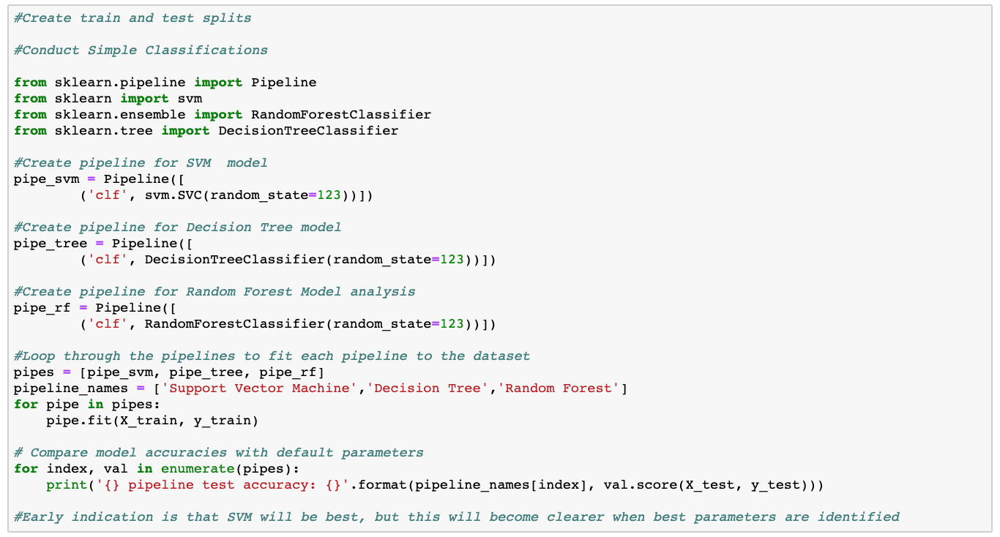 #Create train and test splits
#Conduct Simple Classifications
from sklearn.pipeline import Pipeline
from sklearn import svm
from sklearn.ensemble import RandomForestClassifier
from sklearn.tree import DecisionTreeClassifier
#Create pipeline for SVM  model
pipe_svm = Pipeline([
        ('clf', svm.SVC(random_state=123))])
#Create pipeline for Decision Tree model
pipe_tree = Pipeline([
        ('clf', DecisionTreeClassifier(random_state=123))])
#Create pipeline for Random Forest Model analysis
pipe_rf = Pipeline([
        ('clf', RandomForestClassifier(random_state=123))])
#Loop through the pipelines to fit each pipeline to the dataset
pipes = [pipe_svm, pipe_tree, pipe_rf]
pipeline_names = ['Support Vector Machine','Decision Tree','Random Forest']
for pipe in pipes:
    pipe.fit(X_train, y_train)
# Compare model accuracies with default parameters
for index, val in enumerate(pipes):
    print('{} pipeline test accuracy: {}'.format(pipeline_names[index], val.score(X_test, y_test)))
#Early indication is that SVM will be best, but this will become clearer when best parameters are identified